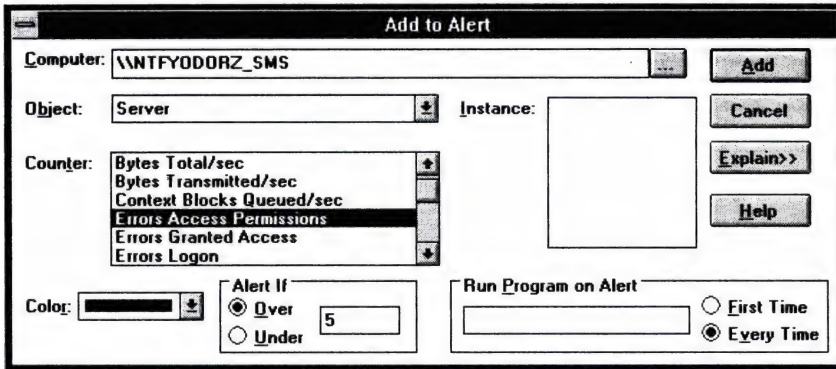 Add to Alert
Computer: \\NTFYODORZ_SMS ... Add
Object: Server Instance: Cancel
Counter: Bytes Total/sec Explain>>
Bytes Transmitted/sec
Context Blocks Queued/sec
Errors Access Permissions Help
Errors Granted Access
Errors Logon
Color: Alert If Run Program on Alert
Over 5 First Time
Under Every Time